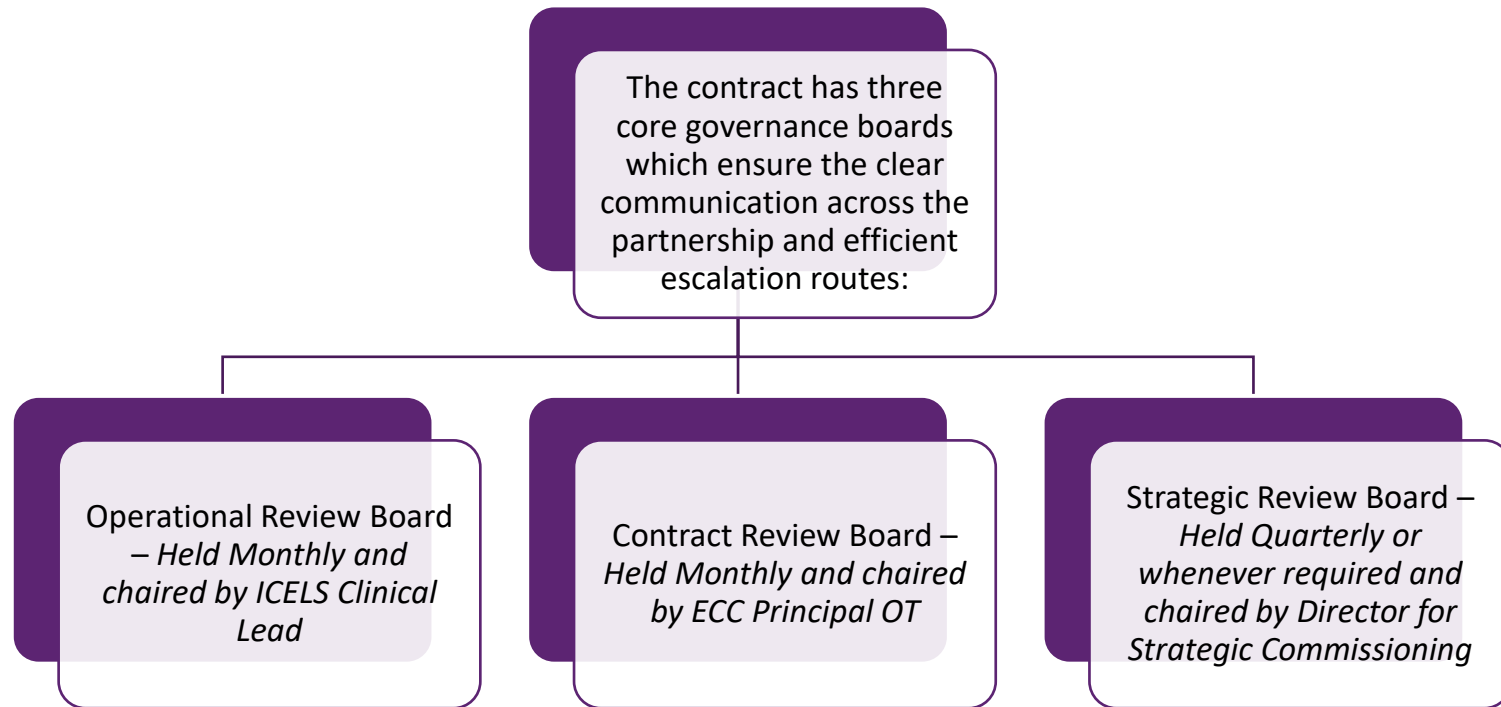 The contract has three
core governance boards
which ensure the clear
communication across the
partnership and efficient
escalation routes:
Operational Review Board
– Held Monthly and
chaired by ICELS Clinical
Lead
Contract Review Board –
Held Monthly and chaired
by ECC Principal OT
Strategic Review Board –
Held Quarterly or
whenever required and
chaired by Director for
Strategic Commissioning